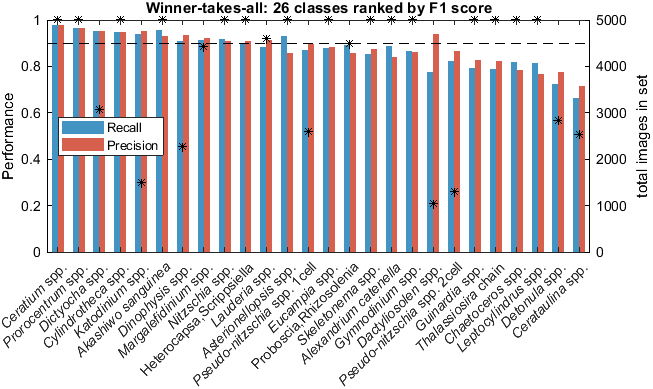 Winner-takes-all: 26 classes ranked by F1 score
Performance
1
0.8
0.6
0.4
0.2
0
Recall
Precision
5000
4000
3000
2000
1000
0
total images in set
Ceratium spp.
Prorocentrum spp.
Dictyocha spp.
Cylindrotheca spp.
Katodinium spp.
Akashiwo sanguinea
Dinophysis spp.
Margalefidinium spp.
Nitzschia spp.
Heterocapsa,Scrippsiella
Lauderia spp.
Asterionellopsis spp.
Pseudo-nitzschia spp. 1cell
Eucampia spp.
Proboscia,Rhizosolenia
Skeletonema spp.
Alexandrium catenella
Gymnodinium spp.
Dactyliosolen spp.
Pseudo-nitzschia spp. 2cell
Guinardia spp.
Thalassiosira chain
Chaetoceros spp.
Leptocylindrus spp.
Detonula spp.
Cerataulina spp.